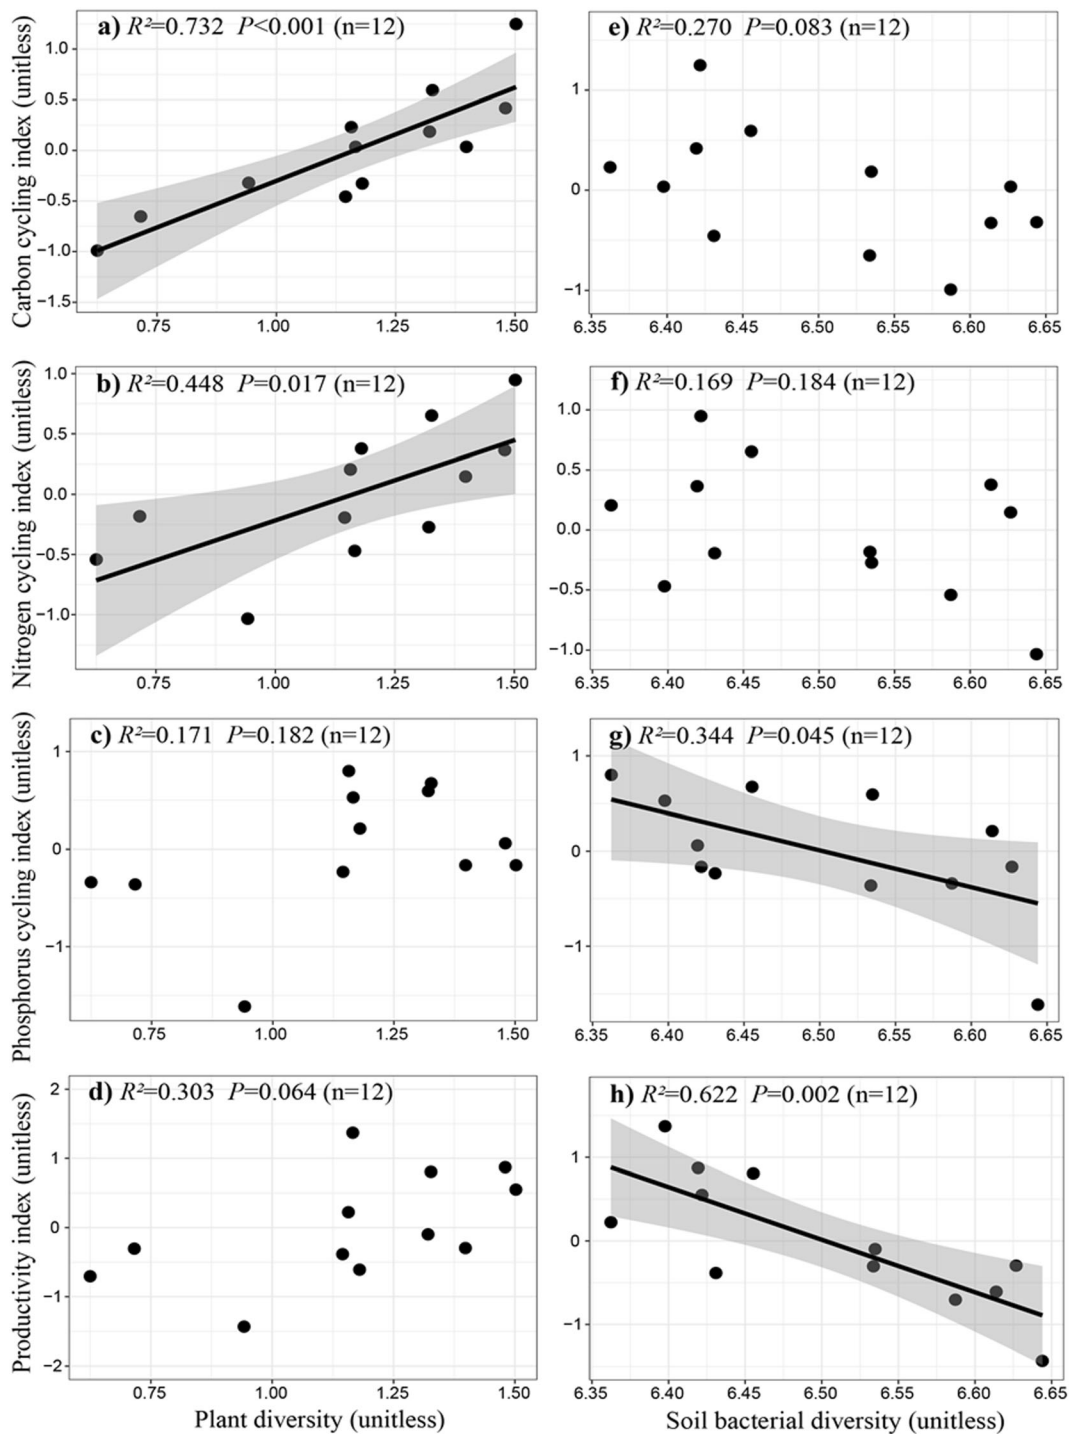 a) R²=0.732 P<0.001 (n=12)
Carbon cycling index (unitless)
1.0
0.5
0.0
−0.5
−1.0
−1.5
0.75 1.00 1.25 1.50
e) R²=0.270 P=0.083 (n=12)
1
0
−1
6.35 6.40 6.45 6.50 6.55 6.60 6.65
b) R²=0.448 P=0.017 (n=12)
Nitrogen cycling index (unitless)
1.0
0.5
0.0
−0.5
−1.0
0.75 1.00 1.25 1.50
f) R²=0.169 P=0.184 (n=12)
1.0
0.5
0.0
−0.5
−1.0
6.35 6.40 6.45 6.50 6.55 6.60 6.65
c) R²=0.171 P=0.182 (n=12)
Phosphorus cycling index (unitless)
1
0
−1
0.75 1.00 1.25 1.50
g) R²=0.344 P=0.045 (n=12)
1
0
−1
6.35 6.40 6.45 6.50 6.55 6.60 6.65
d) R²=0.303 P=0.064 (n=12)
Productivity index (unitless)
2
1
0
−1
−2
0.75 1.00 1.25 1.50
Plant diversity (unitless)
h) R²=0.622 P=0.002 (n=12)
1
0
−1
6.35 6.40 6.45 6.50 6.55 6.60 6.65
Soil bacterial diversity (unitless)